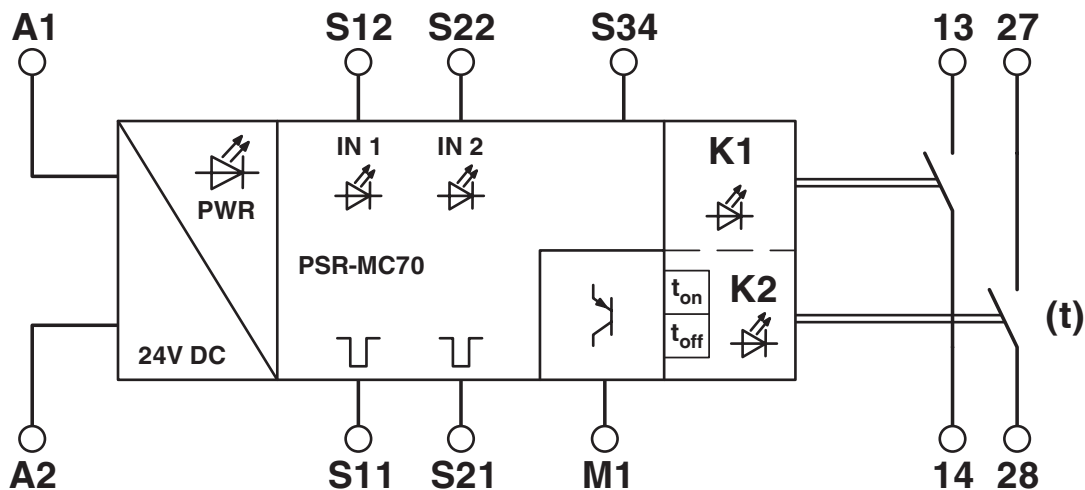 A1 S12 S22 S34 13 27
IN 1 IN 2 K1
PWR
PSR-MC70
ton K2
(t)
toff
24V DC
A2 S11 S21 M1 14 28